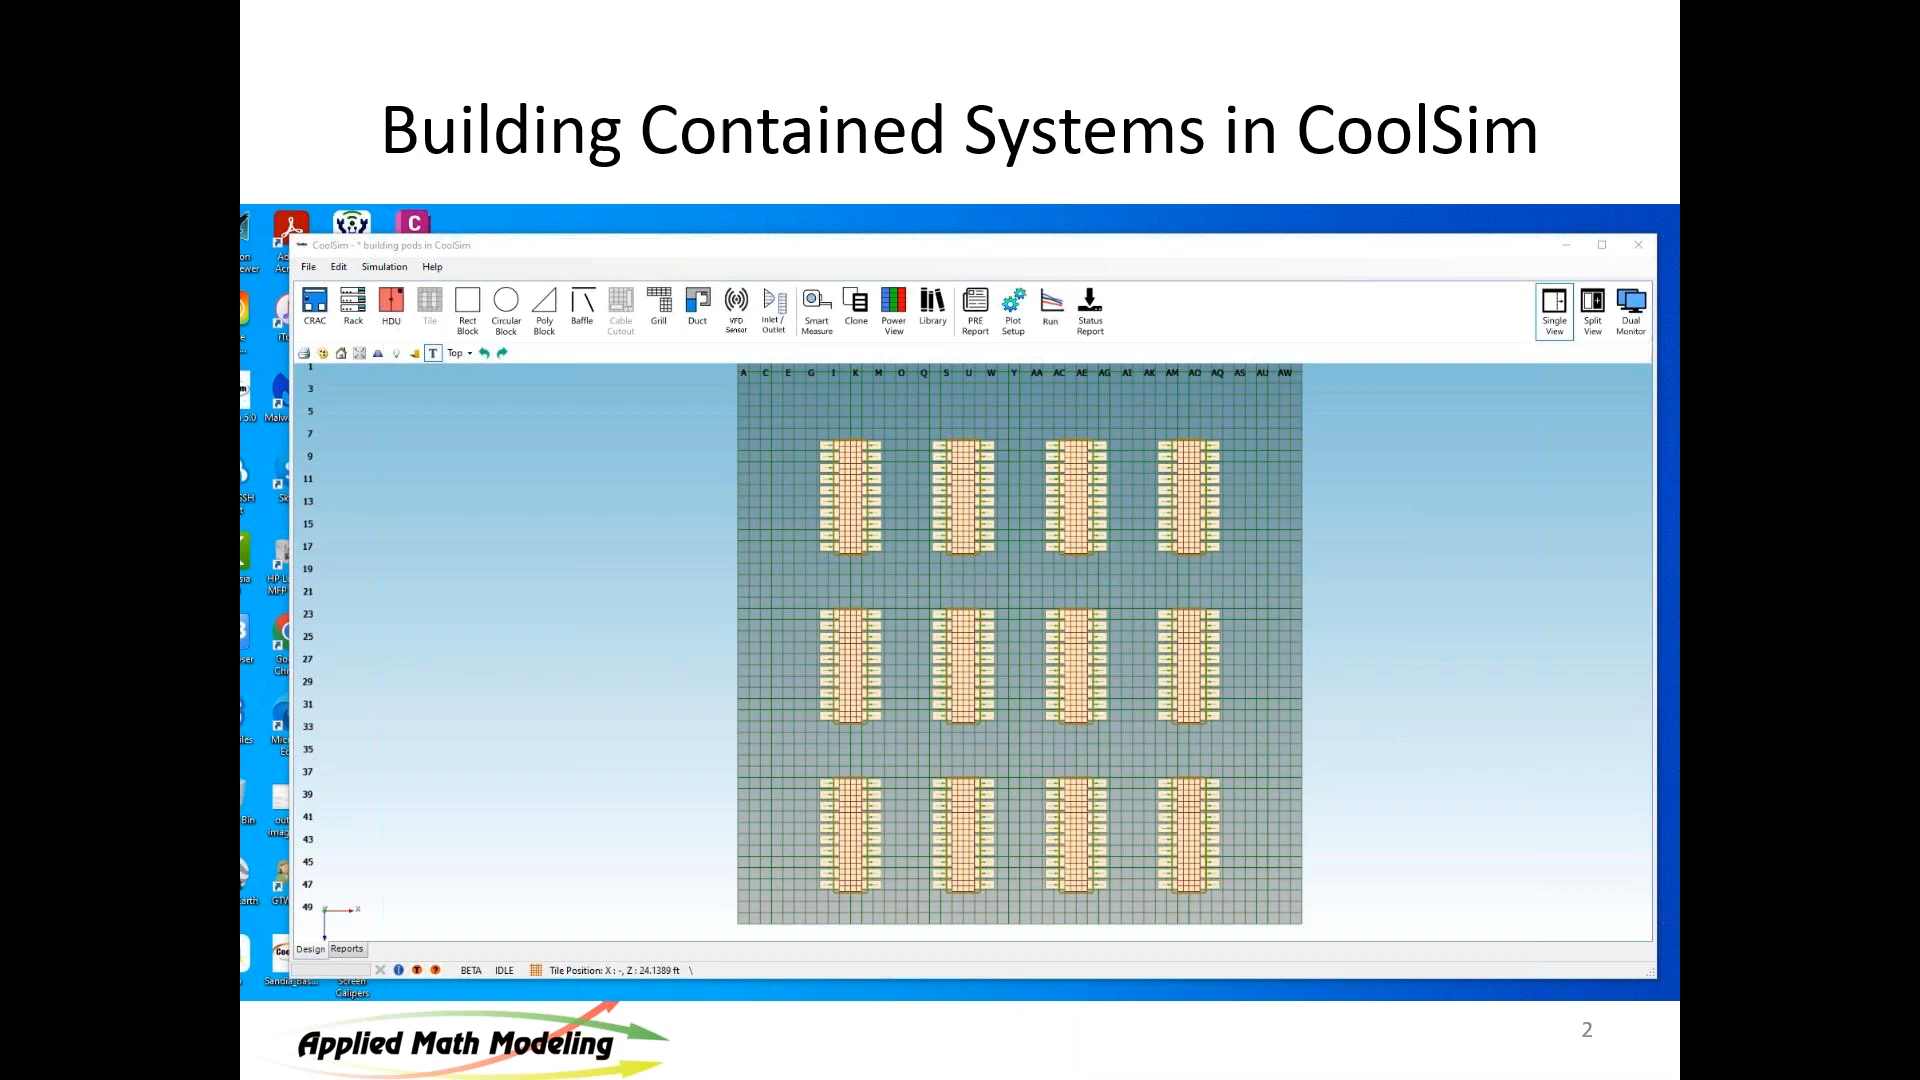 Building Contained Systems in CoolSim
CoolSim - * building pods in CoolSim
File Edit Simulation Help
CRAC Rack HDU Tile Rect Block Circular Block Poly Block Baffle Cable Cutout Grill Duct VFD Sensor Inlet / Outlet Smart Measure Clone Power View Library PRE Report Plot Setup Run Status Report Single View Split View Dual Monitor
T Top
A C E G I K M O Q S U W Y AA AC AE AG AI AK AM AO AQ AS AU AW
1
3
5
7
9
11
13
15
17
19
21
23
25
27
29
31
33
35
37
39
41
43
45
47
49
X
Design Reports
BETA IDLE Tile Position: X : -, Z : 24.1389 ft \
Sandia_Bas...
Screen
Calipers
Applied Math Modeling
2